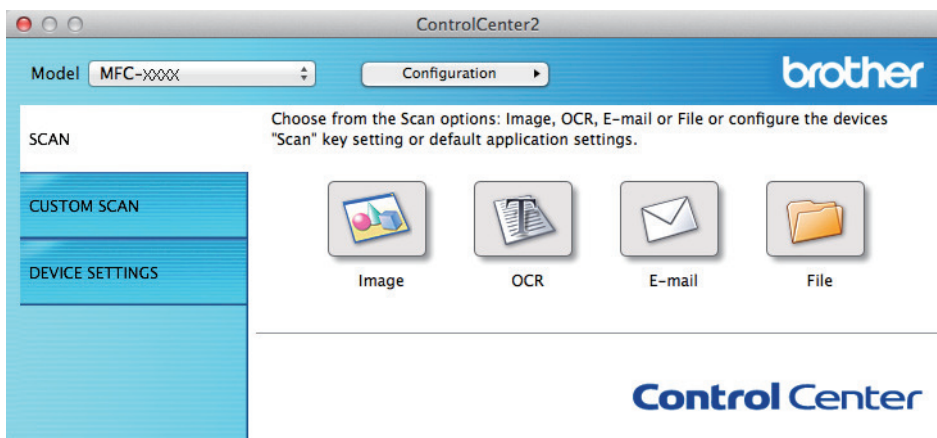 ControlCenter2
Model MFC-XXXX Configuration
brother
SCAN
CUSTOM SCAN
DEVICE SETTINGS
Choose from the Scan options: Image, OCR, E-mail or File or configure the devices
"Scan" key setting or default application settings.
Image OCR E-mail File
Control Center